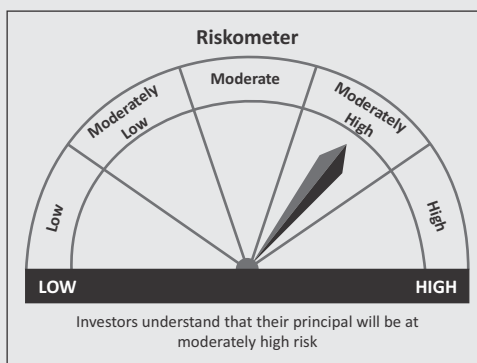 Riskometer
Low
Moderately
Low
Moderate
Moderately
High
High
LOW
HIGH
Investors understand that their principal will be at
moderately high risk